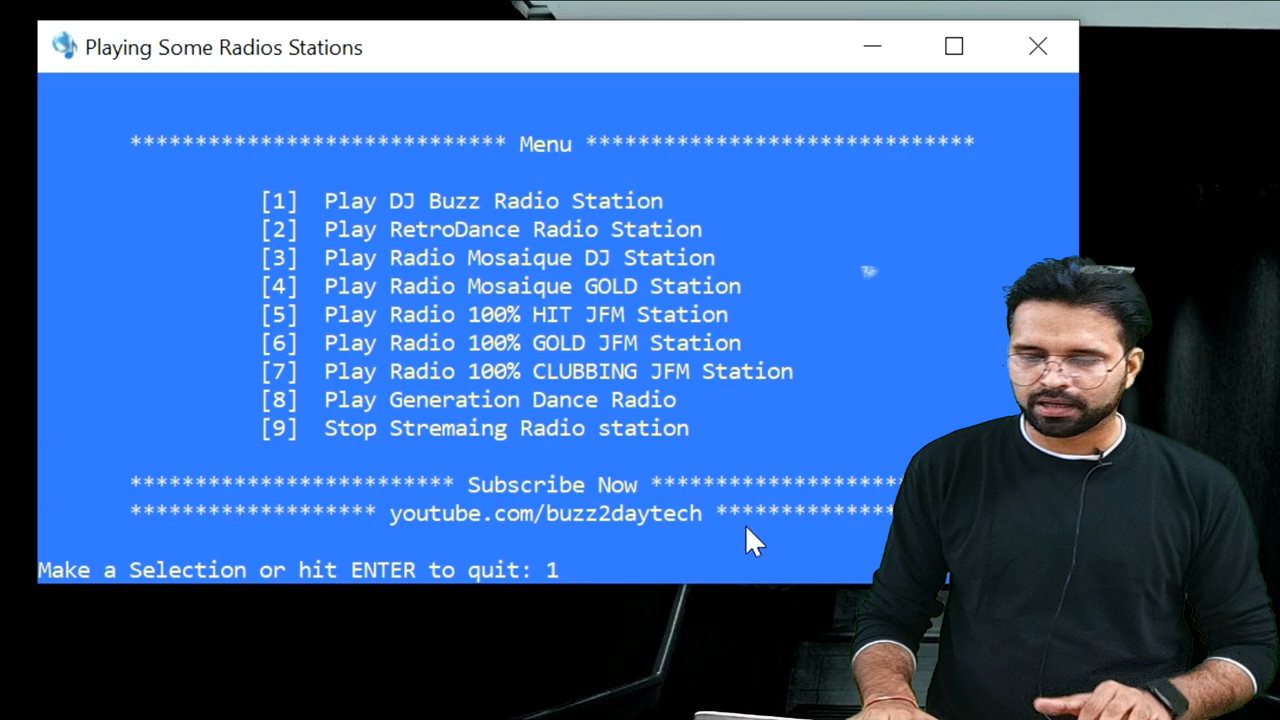 Playing Some Radios Stations
***************************** Menu ******************************
[1] Play DJ Buzz Radio Station
[2] Play RetroDance Radio Station
[3] Play Radio Mosaique DJ Station
[4] Play Radio Mosaique GOLD Station
[5] Play Radio 100% HIT JFM Station
[6] Play Radio 100% GOLD JFM Station
[7] Play Radio 100% CLUBBING JFM Station
[8] Play Generation Dance Radio
[9] Stop Stremaing Radio station
************************* Subscribe Now *******************
******************* youtube.com/buzz2daytech **************
Make a Selection or hit ENTER to quit: 1